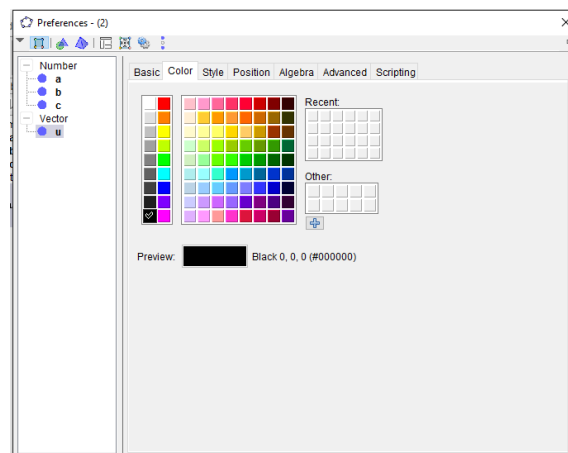 Preferences - (2)
Number
a
b
c
Vector
u
Basic Color Style Position Algebra Advanced Scripting
Recent:
Other:
Preview: Black 0, 0, 0 (#000000)